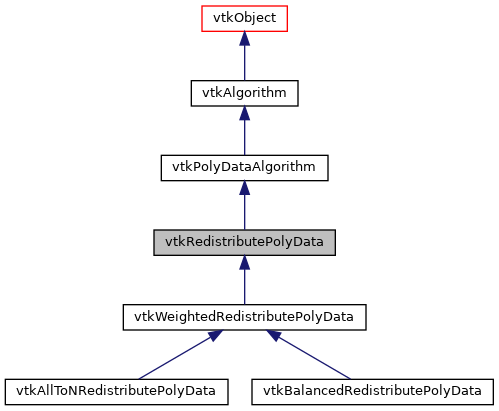 vtkObject
vtkAlgorithm
vtkPolyDataAlgorithm
vtkRedistributePolyData
vtkWeightedRedistributePolyData
vtkAllToNRedistributePolyData
vtkBalancedRedistributePolyData